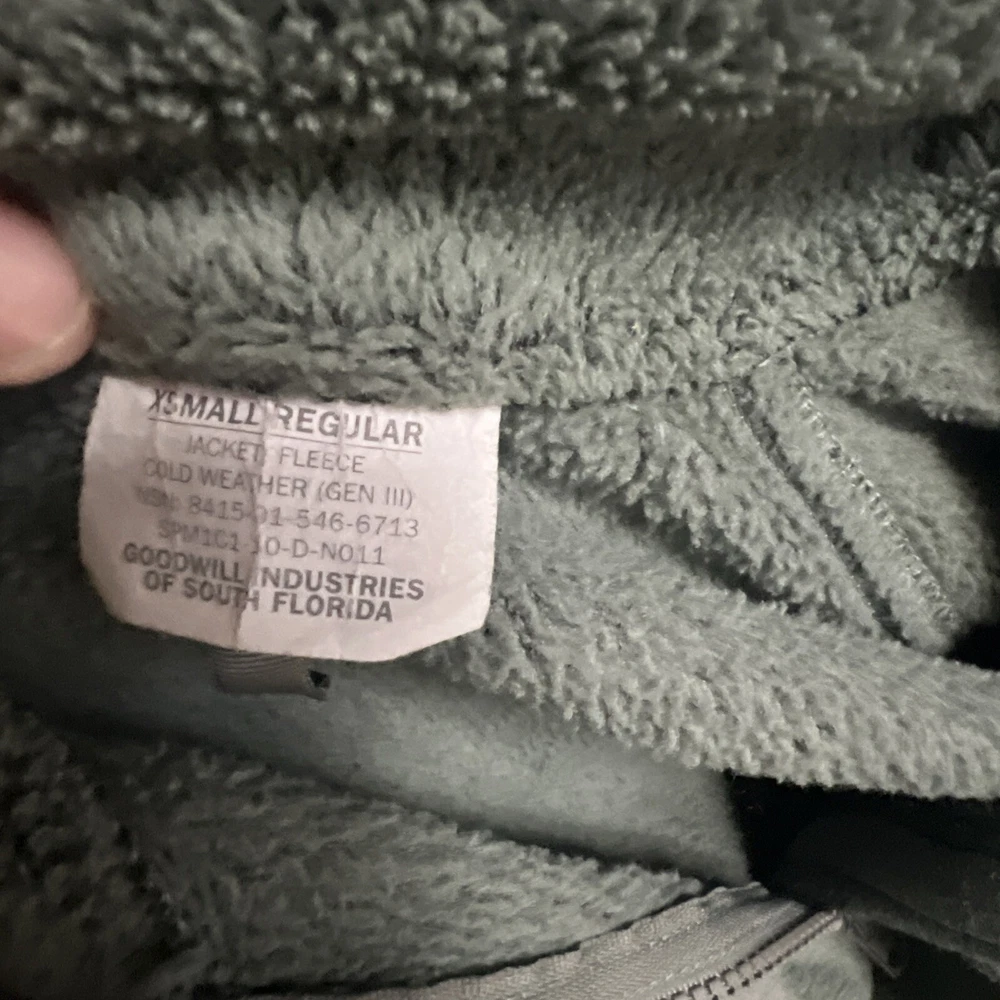 XSMALL REGULAR
JACKET, FLEECE
COLD WEATHER (GEN III)
NSN: 8415-01-546-6713
SPM1C1-10-D-N011
GOODWILL INDUSTRIES
OF SOUTH FLORIDA